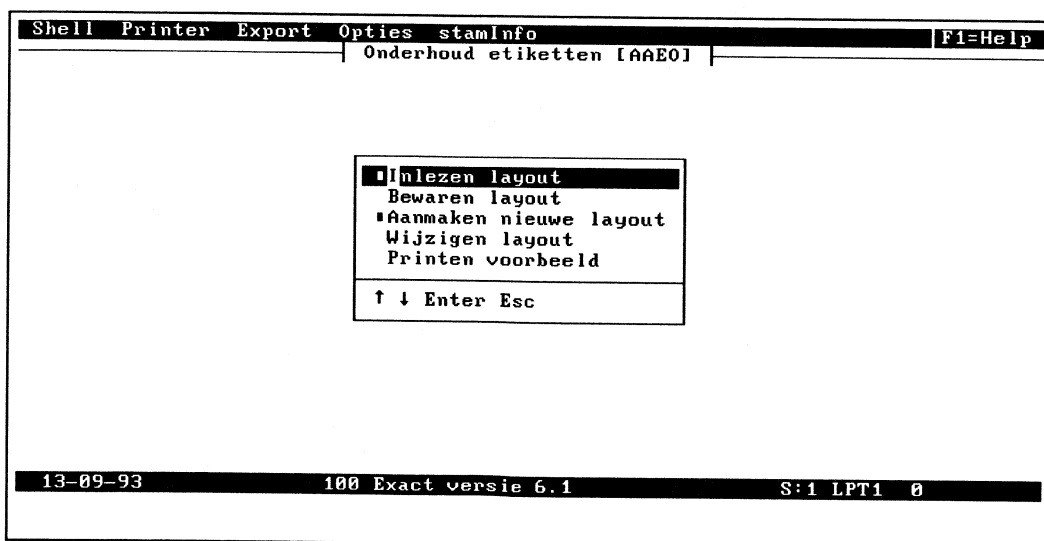 Shell Printer Export Opties stamInfo F1=Help
Onderhoud etiketten [AAEO]
Inlezen layout
Bewaren layout
Aanmaken nieuwe layout
Wijzigen layout
Printen voorbeeld
↑ ↓ Enter Esc
13-09-93 100 Exact versie 6.1 S:1 LPT1 0